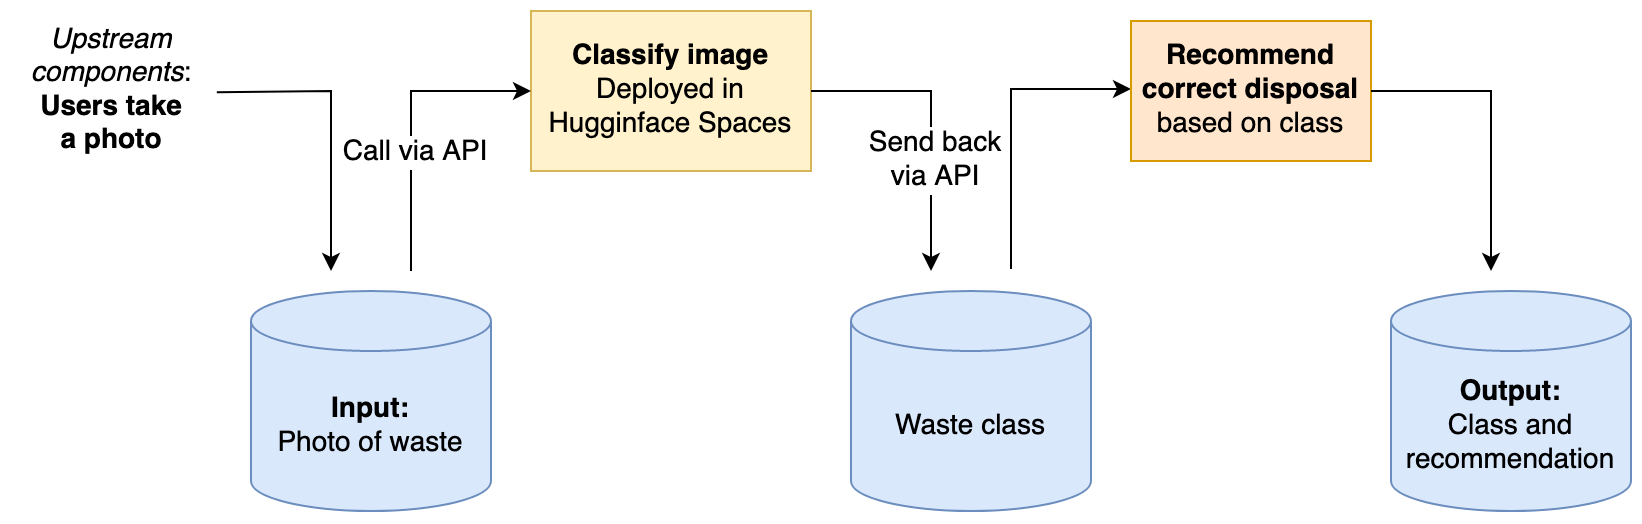 Upstream
components:
Users take
a photo
Call via API
Classify image
Deployed in
Hugginface Spaces
Send back
via API
Recommend
correct disposal
based on class
Input:
Photo of waste
Waste class
Output:
Class and
recommendation